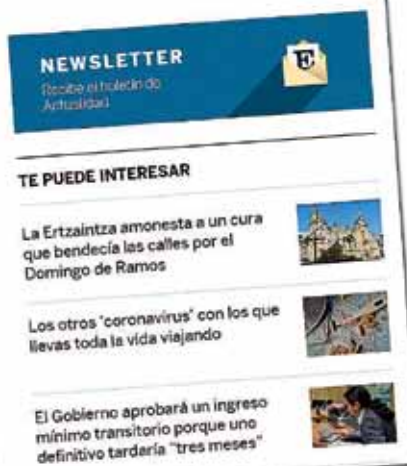 NEWSLETTER
Recibe el boletín de
Actualidad
E
TE PUEDE INTERESAR
La Ertzaintza amonesta a un cura
que bendecía las calles por el
Domingo de Ramos
Los otros 'coronavirus' con los que
llevas toda la vida viajando
El Gobierno aprobará un ingreso
mínimo transitorio porque uno
definitivo tardaría "tres meses"